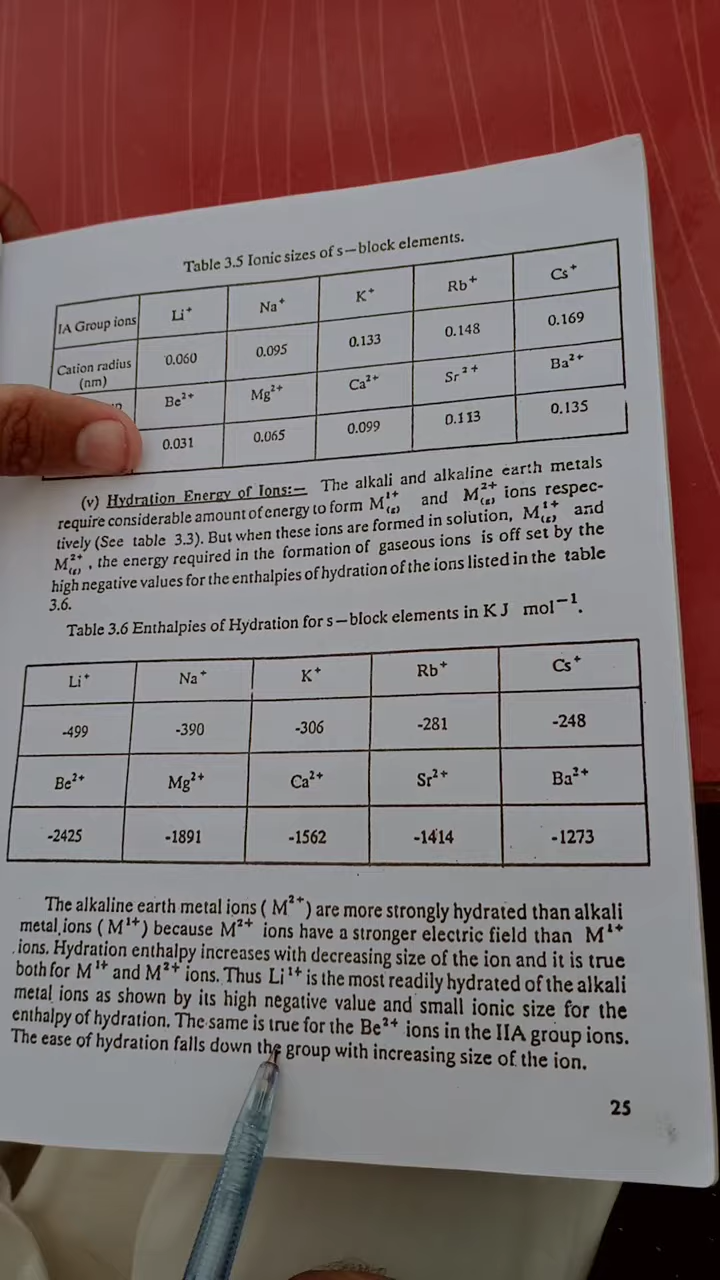 Table 3.5 Ionic sizes of s—block elements.
IA Group ions Li⁺ Na⁺ K⁺ Rb⁺ Cs⁺
Cation radius (nm) 0.060 0.095 0.133 0.148 0.169
Be²⁺ Mg²⁺ Ca²⁺ Sr²⁺ Ba²⁺
0.031 0.065 0.099 0.113 0.135
(v) Hydration Energy of Ions:— The alkali and alkaline earth metals
require considerable amount of energy to form M¹⁺(g) and M²⁺(g) ions respec-
tively (See table 3.3). But when these ions are formed in solution, M¹⁺(g) and
M²⁺(g), the energy required in the formation of gaseous ions is off set by the
high negative values for the enthalpies of hydration of the ions listed in the table
3.6.
Table 3.6 Enthalpies of Hydration for s—block elements in KJ mol⁻¹.
Li⁺ Na⁺ K⁺ Rb⁺ Cs⁺
-499 -390 -306 -281 -248
Be²⁺ Mg²⁺ Ca²⁺ Sr²⁺ Ba²⁺
-2425 -1891 -1562 -1414 -1273
The alkaline earth metal ions (M²⁺) are more strongly hydrated than alkali
metal ions (M¹⁺) because M²⁺ ions have a stronger electric field than M¹⁺
ions. Hydration enthalpy increases with decreasing size of the ion and it is true
both for M¹⁺ and M²⁺ ions. Thus Li¹⁺ is the most readily hydrated of the alkali
metal ions as shown by its high negative value and small ionic size for the
enthalpy of hydration. The same is true for the Be²⁺ ions in the IIA group ions.
The ease of hydration falls down the group with increasing size of the ion.
25